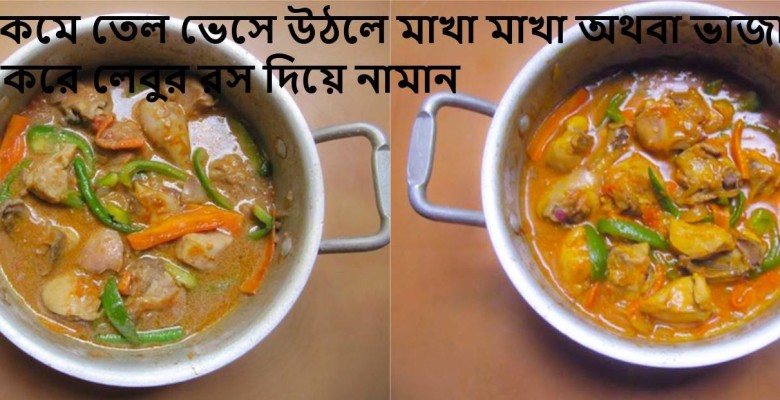 কমে তেল ভেসে উঠলে মাখা মাখা অথবা ভাজা
করে লেবুর রস দিয়ে নামান